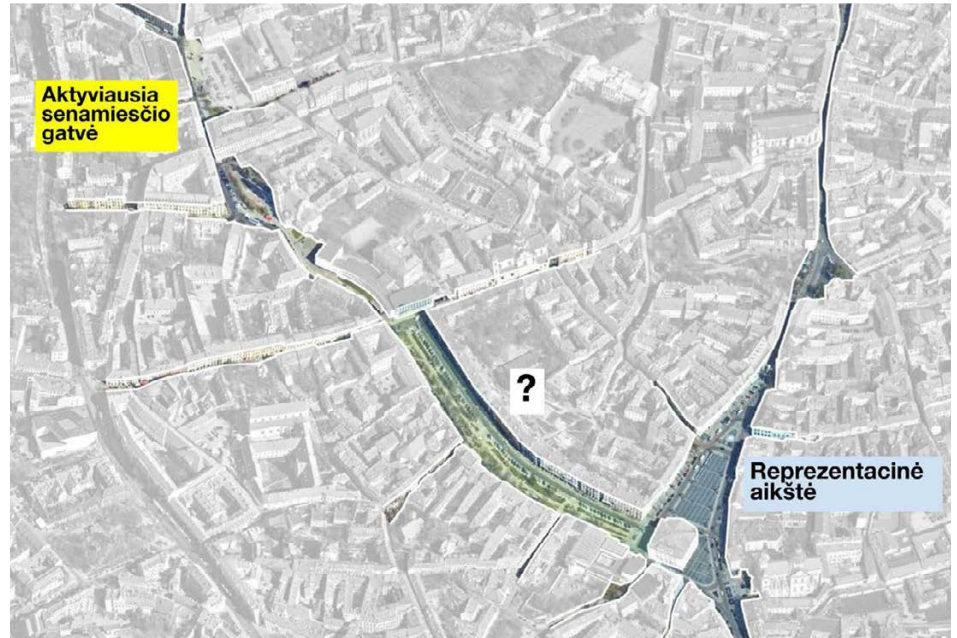 Aktyviausia
senamiesčio
gatvė
?
Reprezentacinė
aikštė